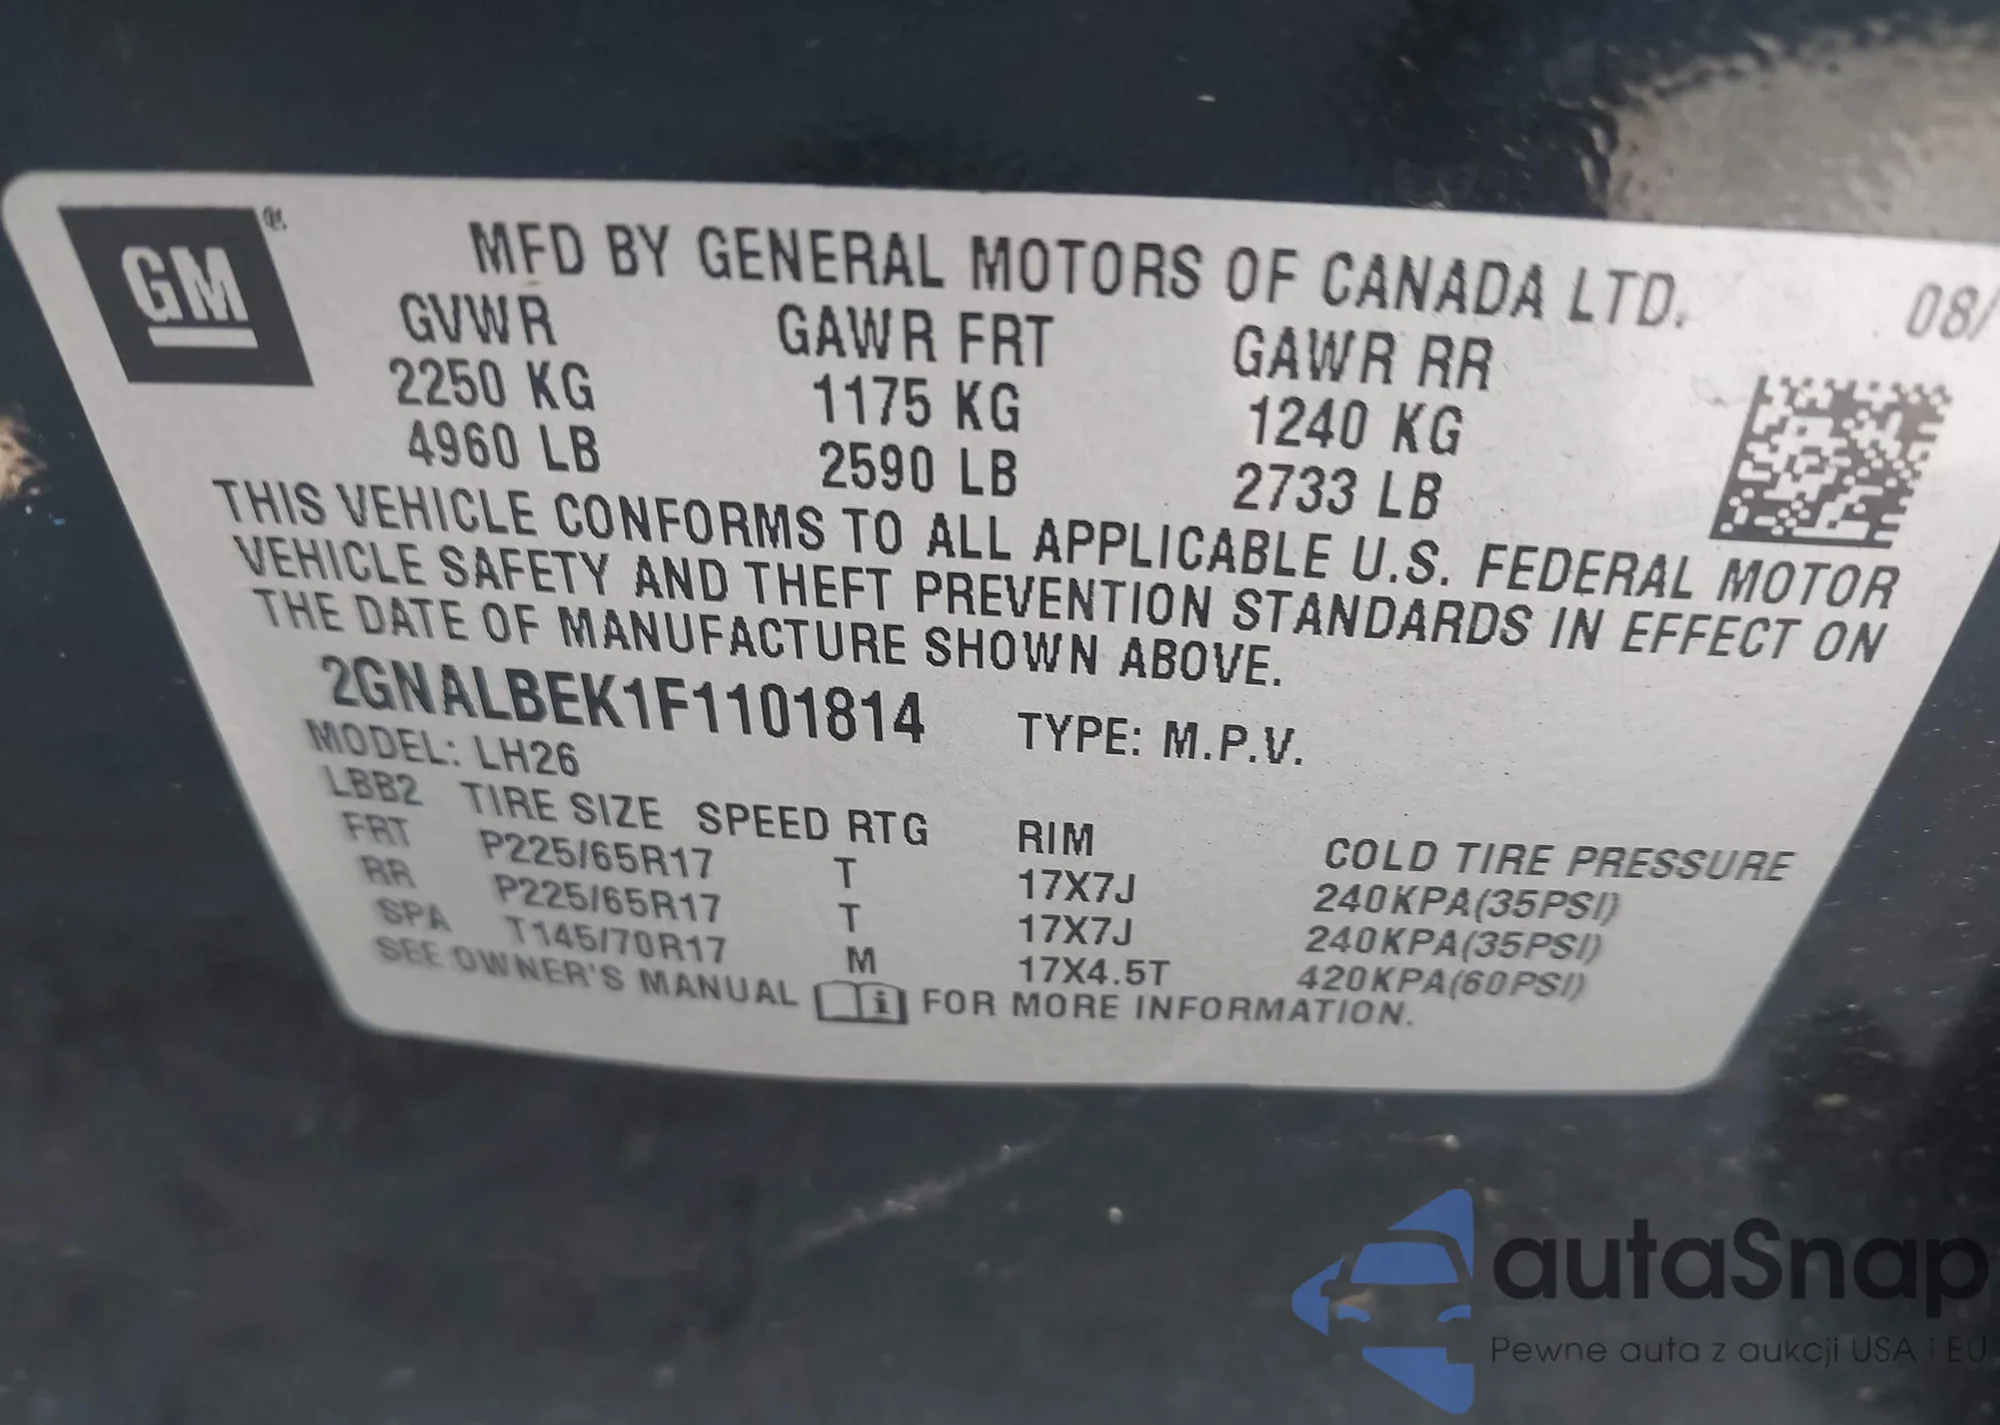 GM®
MFD BY GENERAL MOTORS OF CANADA LTD. 08/
GVWR GAWR FRT GAWR RR
2250 KG 1175 KG 1240 KG
4960 LB 2590 LB 2733 LB
THIS VEHICLE CONFORMS TO ALL APPLICABLE U.S. FEDERAL MOTOR
VEHICLE SAFETY AND THEFT PREVENTION STANDARDS IN EFFECT ON
THE DATE OF MANUFACTURE SHOWN ABOVE.
2GNALBEK1F1101814 TYPE: M.P.V.
MODEL: LH26
LBB2 TIRE SIZE SPEED RTG RIM COLD TIRE PRESSURE
FRT P225/65R17 T 17X7J 240KPA(35PSI)
RR P225/65R17 T 17X7J 240KPA(35PSI)
SPA T145/70R17 M 17X4.5T 420KPA(60PSI)
SEE OWNER'S MANUAL i FOR MORE INFORMATION.
autaSnap
Pewne auta z aukcji USA i EU